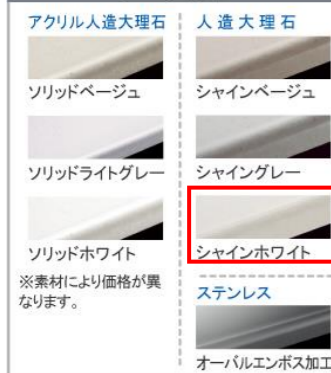 アクリル人造大理石
ソリッドベージュ
ソリッドライトグレー
ソリッドホワイト
※素材により価格が異
なります。
人造大理石
シャインベージュ
シャイングレー
シャインホワイト
ステンレス
オーバルエンボス加工